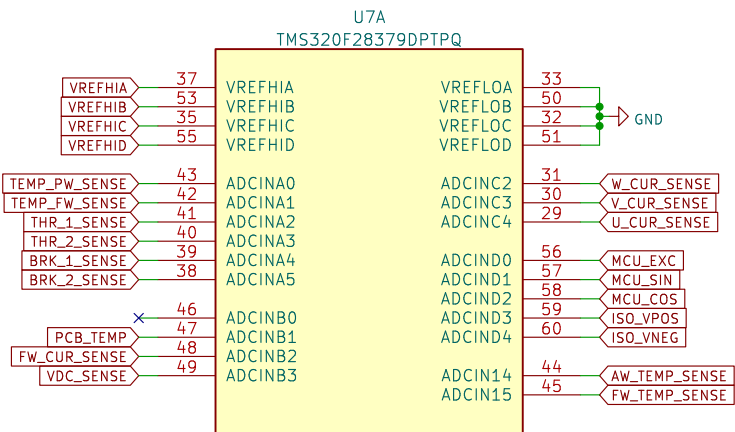 U7A
TMS320F28379DPTPQ
VREFHIA 37 VREFHIA VREFLOA 33
VREFHIB 53 VREFHIB VREFLOB 50
VREFHIC 35 VREFHIC VREFLOC 32 GND
VREFHID 55 VREFHID VREFLOD 51
TEMP_PW_SENSE 43 ADCINA0 ADCINC2 31 W_CUR_SENSE
TEMP_FW_SENSE 42 ADCINA1 ADCINC3 30 V_CUR_SENSE
THR_1_SENSE 41 ADCINA2 ADCINC4 29 U_CUR_SENSE
THR_2_SENSE 40 ADCINA3
BRK_1_SENSE 39 ADCINA4 ADCIND0 56 MCU_EXC
BRK_2_SENSE 38 ADCINA5 ADCIND1 57 MCU_SIN
ADCIND2 58 MCU_COS
46 ADCINB0 ADCIND3 59 ISO_VPOS
PCB_TEMP 47 ADCINB1 ADCIND4 60 ISO_VNEG
FW_CUR_SENSE 48 ADCINB2
VDC_SENSE 49 ADCINB3 ADCIN14 44 AW_TEMP_SENSE
ADCIN15 45 FW_TEMP_SENSE